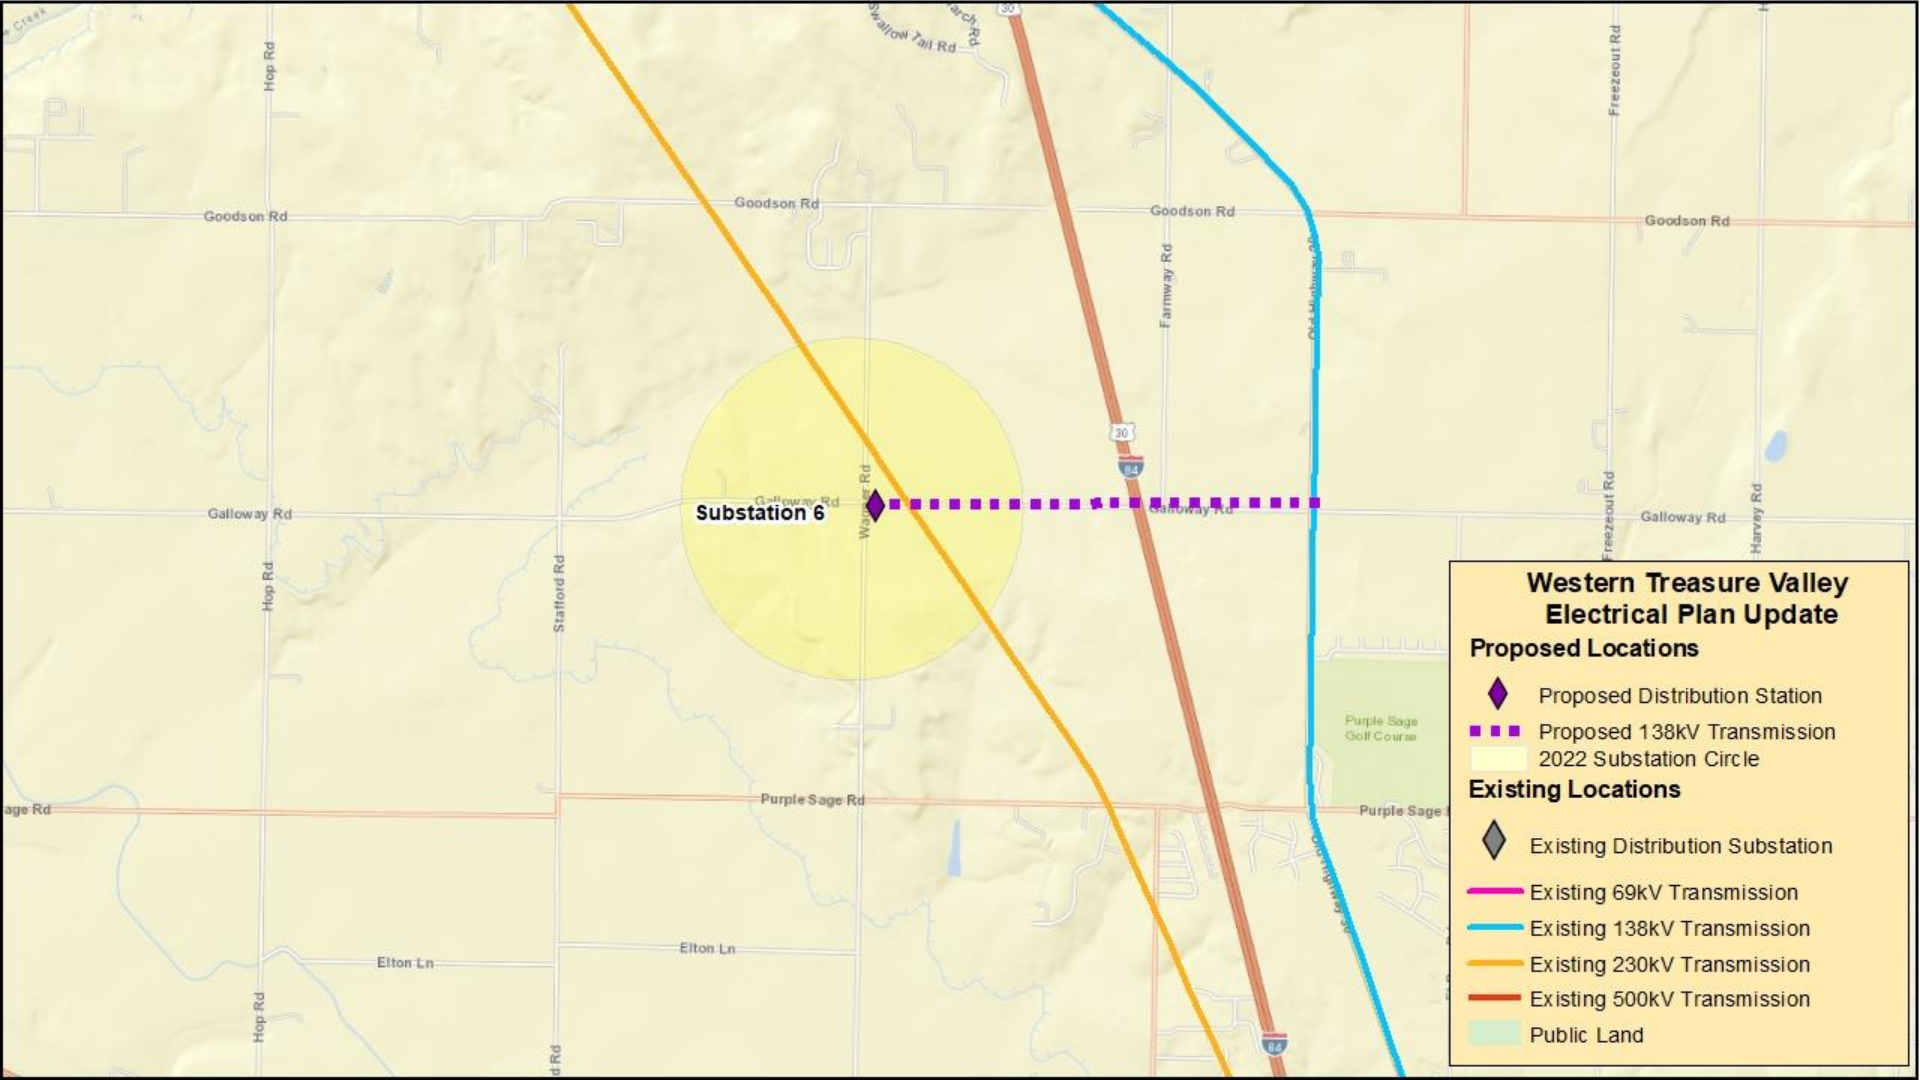 w Creek
Hop Rd
Swallow Tail Rd
arch Rd
30
Freezeout Rd
H
Goodson Rd
Goodson Rd
Goodson Rd
Goodson Rd
Farmway Rd
Old Highway 30
30
84
Wagner Rd
Galloway Rd
Substation 6
Galloway Rd
Galloway Rd
Galloway Rd
Freezeout Rd
Harvey Rd
Hop Rd
Stafford Rd
Purple Sage
Golf Course
age Rd
Purple Sage Rd
Purple Sage
Elton Ln
Elton Ln
Hop Rd
d Rd
84
Western Treasure Valley
Electrical Plan Update
Proposed Locations
Proposed Distribution Station
Proposed 138kV Transmission
2022 Substation Circle
Existing Locations
Existing Distribution Substation
Existing 69kV Transmission
Existing 138kV Transmission
Existing 230kV Transmission
Existing 500kV Transmission
Public Land